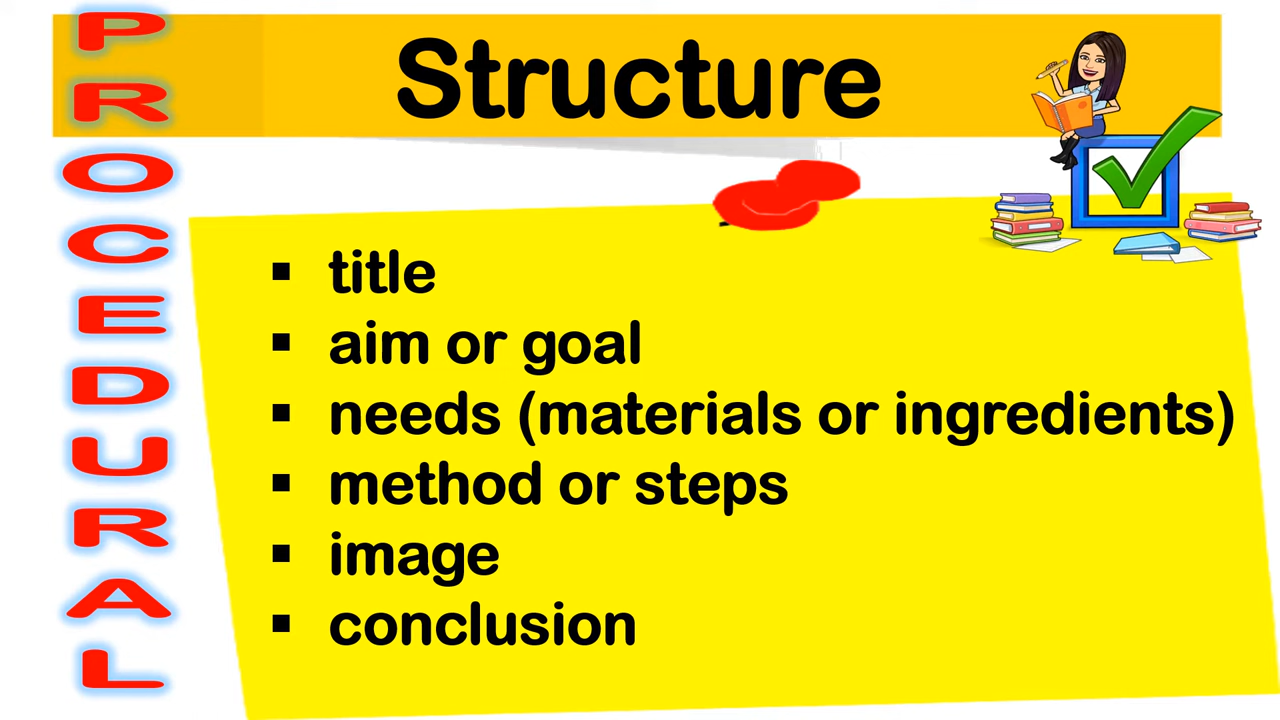 PROCEDURAL
Structure
▪ title
▪ aim or goal
▪ needs (materials or ingredients)
▪ method or steps
▪ image
▪ conclusion